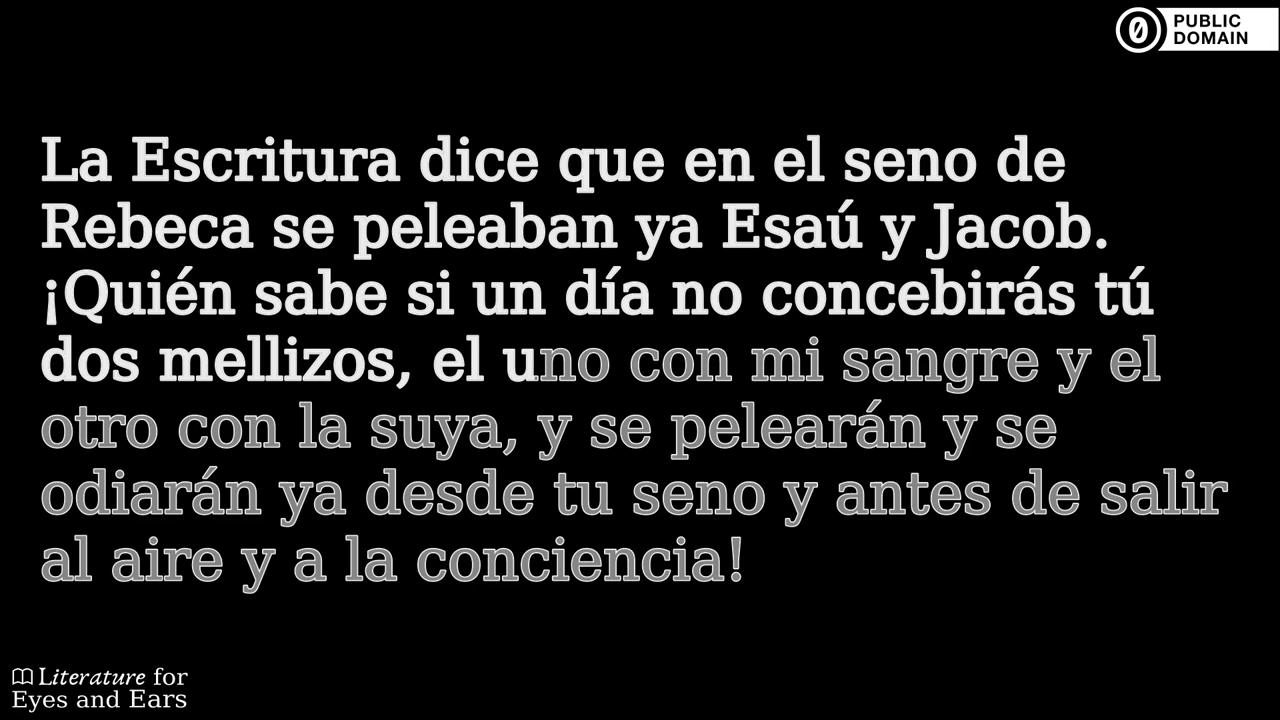 PUBLIC
DOMAIN
La Escritura dice que en el seno de
Rebeca se peleaban ya Esaú y Jacob.
¡Quién sabe si un día no concebirás tú
dos mellizos, el uno con mi sangre y el
otro con la suya, y se pelearán y se
odiarán ya desde tu seno y antes de salir
al aire y a la conciencia!
Literature for
Eyes and Ears